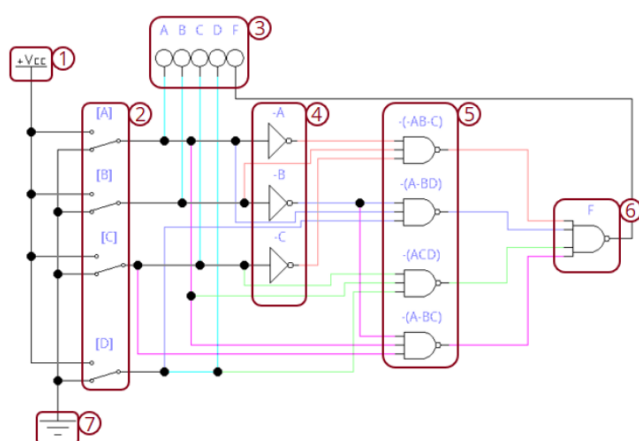 A B C D F
3
+Vcc
1
[A]
2
-A
4
5
-(-AB-C)
[B]
-B
-(A-BD)
F
6
[C]
-C
-(ACD)
-(A-BC)
[D]
7